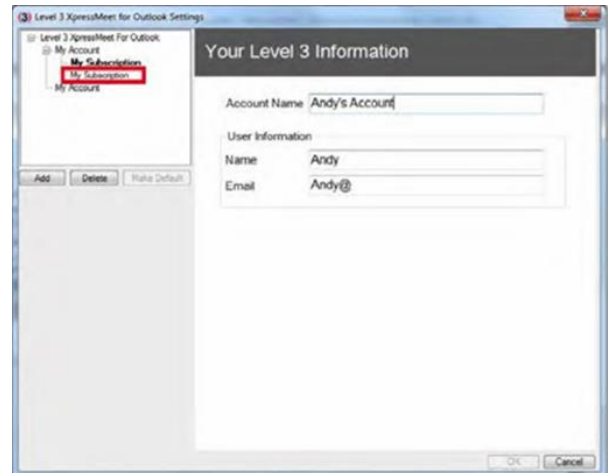 Level 3 XpressMeet for Outlook Settings
Level 3 XpressMeet For Outlook
My Account
My Subscription
My Subscription
My Account
Add Delete Make Default
Your Level 3 Information
Account Name Andy's Account
User Information
Name Andy
Email Andy@
OK Cancel